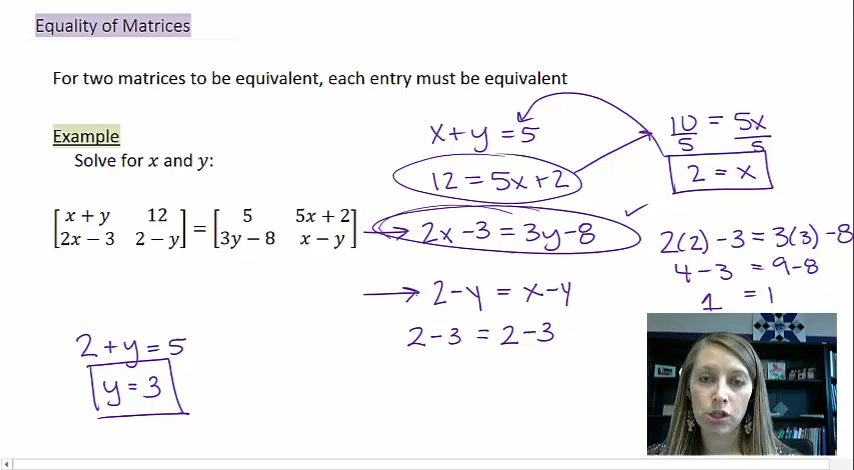 Equality of Matrices
For two matrices to be equivalent, each entry must be equivalent
Example
Solve for x and y:
[x + y 12
2x − 3 2 − y] = [5 5x + 2
3y − 8 x − y]
x+y = 5
12 = 5x+2
2x-3 = 3y-8
2-y = x-y
2-3 = 2-3
10/5 = 5x/5
2 = x
2(2)-3 = 3(3)-8
4-3 = 9-8
1 = 1
2+y = 5
y = 3